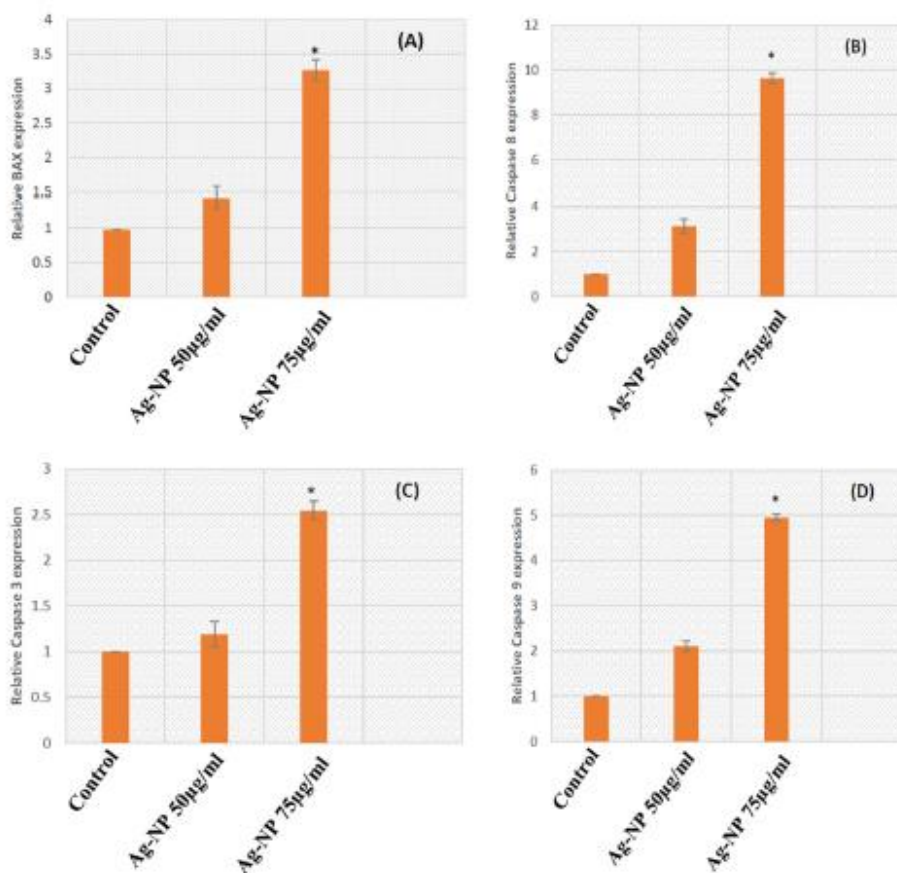 Relative BAX expression
4
3.5
3
2.5
2
1.5
1
0.5
0
(A)
*
Control
Ag-NP 50µg/ml
Ag-NP 75µg/ml
Relative Caspase 8 expression
12
10
8
6
4
2
0
(B)
*
Control
Ag-NP 50µg/ml
Ag-NP 75µg/ml
Relative Caspase 3 expression
3
2.5
2
1.5
1
0.5
0
(C)
*
Control
Ag-NP 50µg/ml
Ag-NP 75µg/ml
Relative Caspase 9 expression
6
5
4
3
2
1
0
(D)
*
Control
Ag-NP 50µg/ml
Ag-NP 75µg/ml